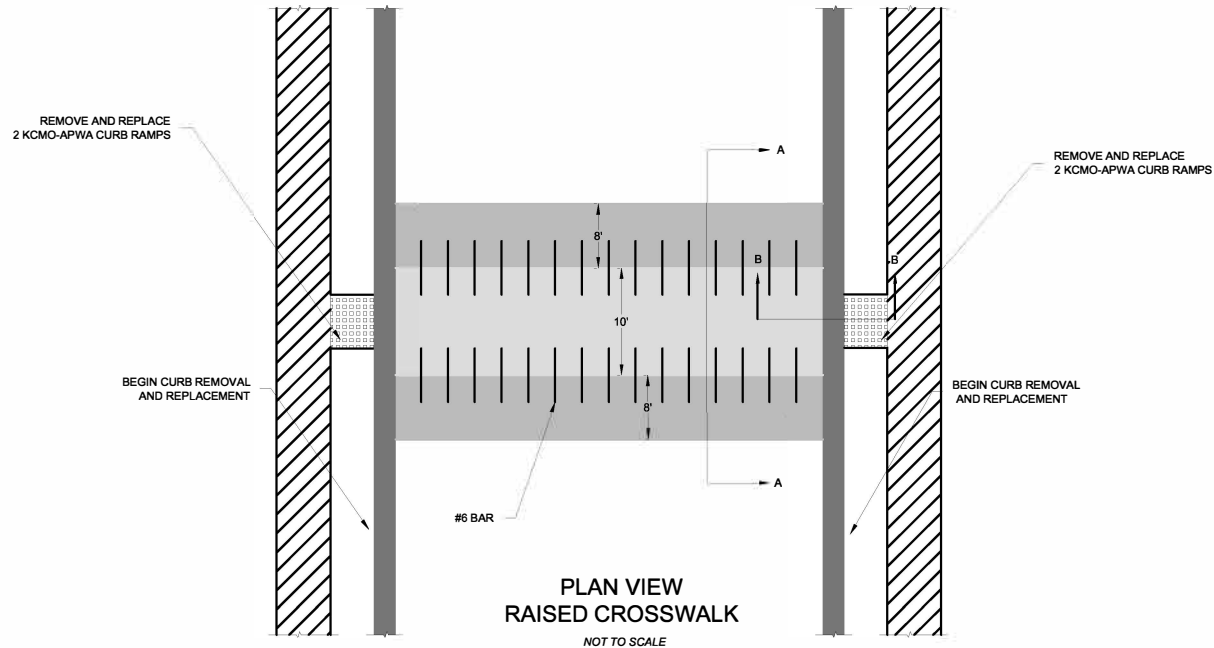 REMOVE AND REPLACE
2 KCMO-APWA CURB RAMPS
A
REMOVE AND REPLACE
2 KCMO-APWA CURB RAMPS
8'
B
B
10'
BEGIN CURB REMOVAL
AND REPLACEMENT
BEGIN CURB REMOVAL
AND REPLACEMENT
8'
A
#6 BAR
PLAN VIEW
RAISED CROSSWALK
NOT TO SCALE